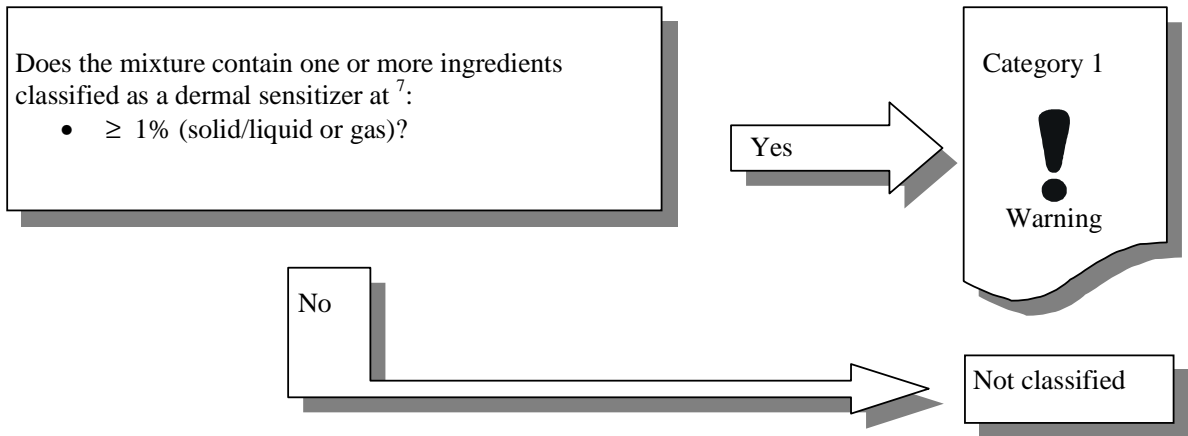 Does the mixture contain one or more ingredients
classified as a dermal sensitizer at 7:
• ≥ 1% (solid/liquid or gas)?
Yes
Category 1
Warning
No
Not classified